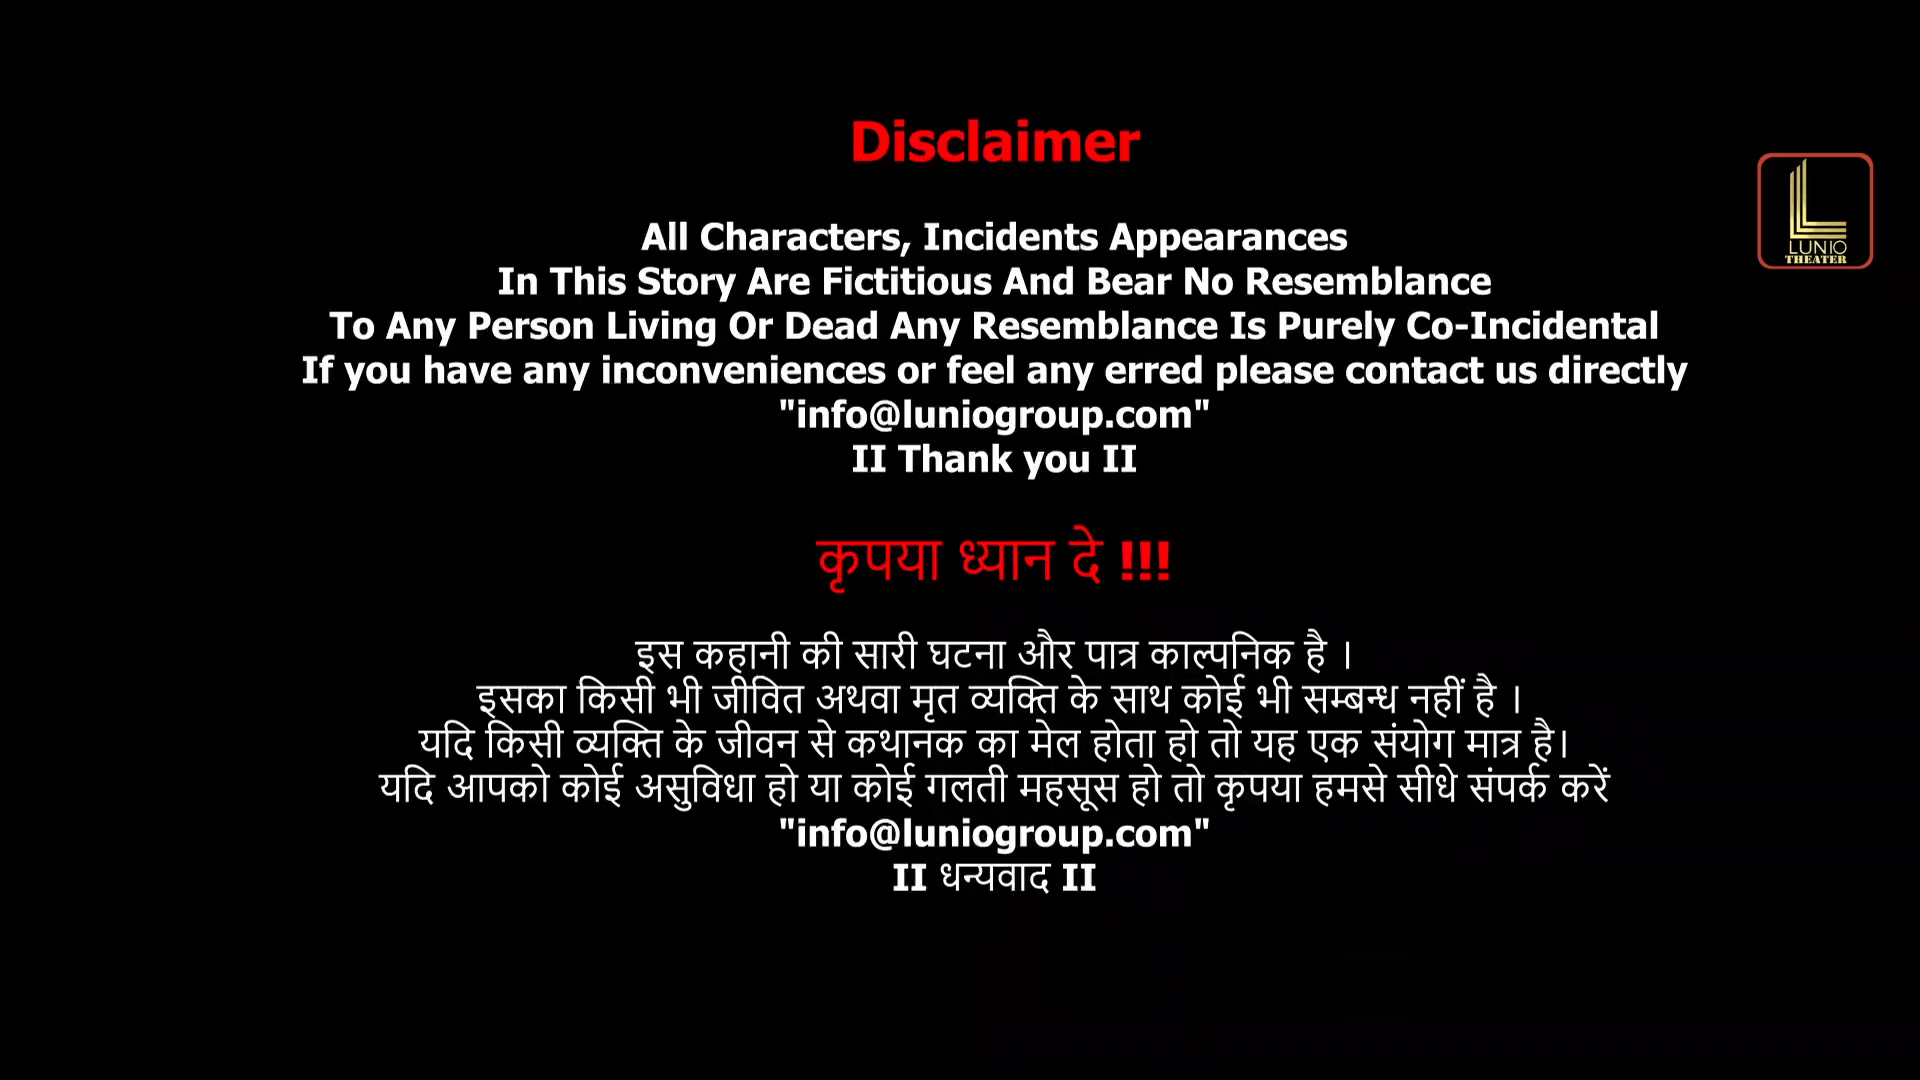 Disclaimer
All Characters, Incidents Appearances
In This Story Are Fictitious And Bear No Resemblance
To Any Person Living Or Dead Any Resemblance Is Purely Co-Incidental
If you have any inconveniences or feel any erred please contact us directly
"info@luniogroup.com"
II Thank you II
LUNIO
THEATER
कृपया ध्यान दे !!!
इस कहानी की सारी घटना और पात्र काल्पनिक है ।
इसका किसी भी जीवित अथवा मृत व्यक्ति के साथ कोई भी सम्बन्ध नहीं है ।
यदि किसी व्यक्ति के जीवन से कथानक का मेल होता हो तो यह एक संयोग मात्र है।
यदि आपको कोई असुविधा हो या कोई गलती महसूस हो तो कृपया हमसे सीधे संपर्क करें
"info@luniogroup.com"
II धन्यवाद II